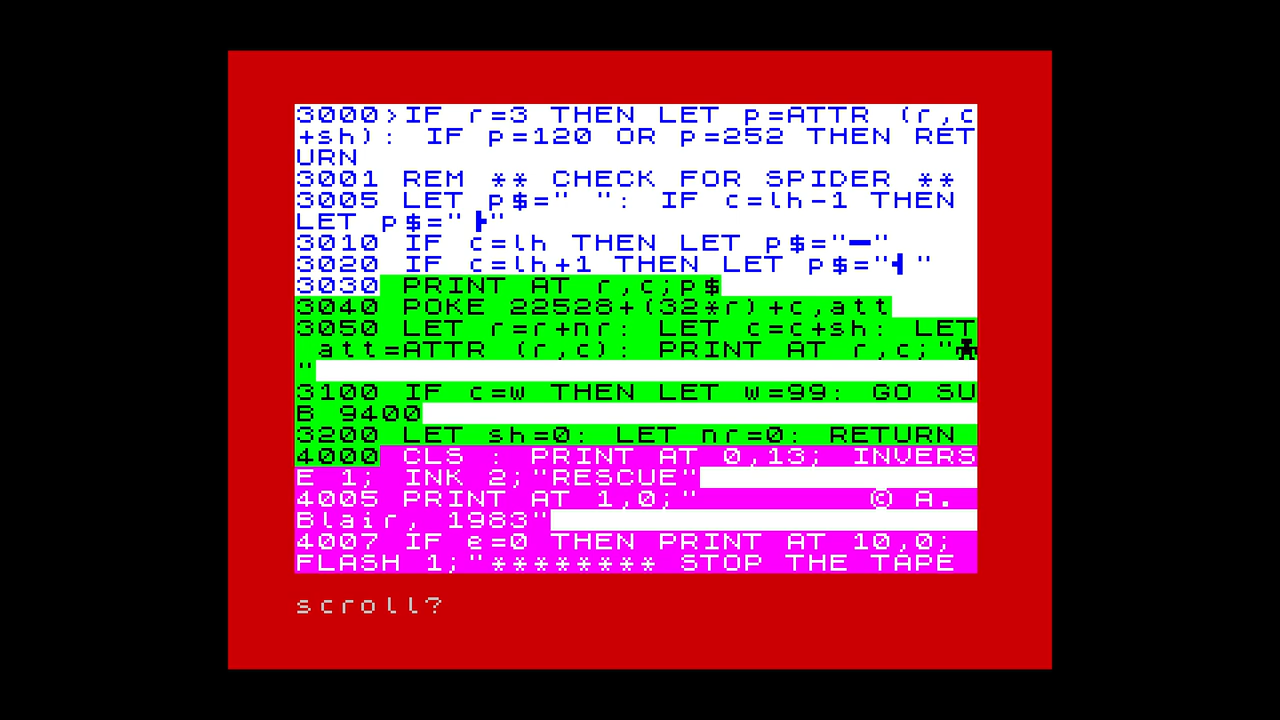 3000>IF r=3 THEN LET p=ATTR (r,c
+sh): IF p=120 OR p=252 THEN RET
URN
3001 REM ** CHECK FOR SPIDER **
3005 LET p$=" ": IF c=lh-1 THEN
LET p$=" "
3010 IF c=lh THEN LET p$=" "
3020 IF c=lh+1 THEN LET p$=" "
3030 PRINT AT r,c;p$
3040 POKE 22528+(32*r)+c,att
3050 LET r=r+nr: LET c=c+sh: LET
 att=ATTR (r,c): PRINT AT r,c;"
"
3100 IF c=w THEN LET w=99: GO SU
B 9400
3200 LET sh=0: LET nr=0: RETURN
4000 CLS : PRINT AT 0,13; INVERS
E 1; INK 2;"RESCUE"
4005 PRINT AT 1,0;"        © A.
Blair, 1983"
4007 IF e=0 THEN PRINT AT 10,0;
FLASH 1;"******** STOP THE TAPE
scroll?